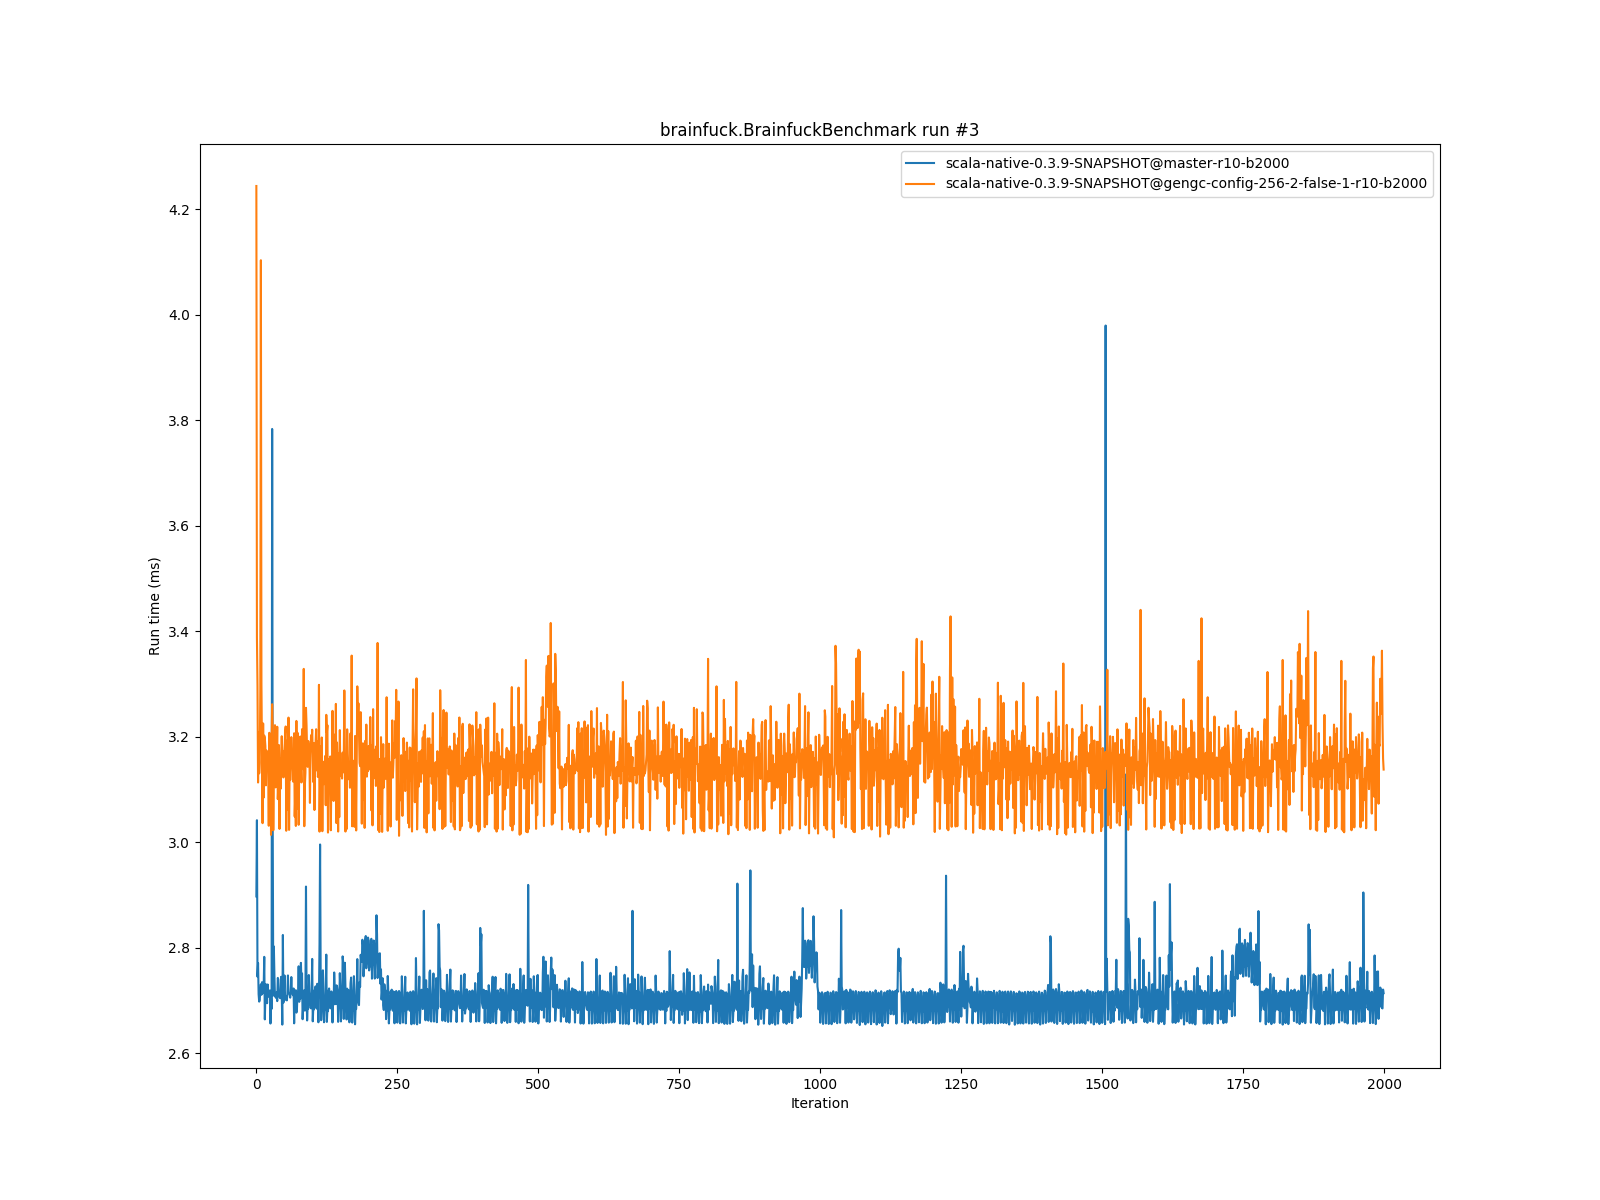 brainfuck.BrainfuckBenchmark run #3
scala-native-0.3.9-SNAPSHOT@master-r10-b2000
scala-native-0.3.9-SNAPSHOT@gengc-config-256-2-false-1-r10-b2000
4.2
4.0
3.8
3.6
3.4
3.2
3.0
2.8
2.6
Run time (ms)
0 250 500 750 1000 1250 1500 1750 2000
Iteration